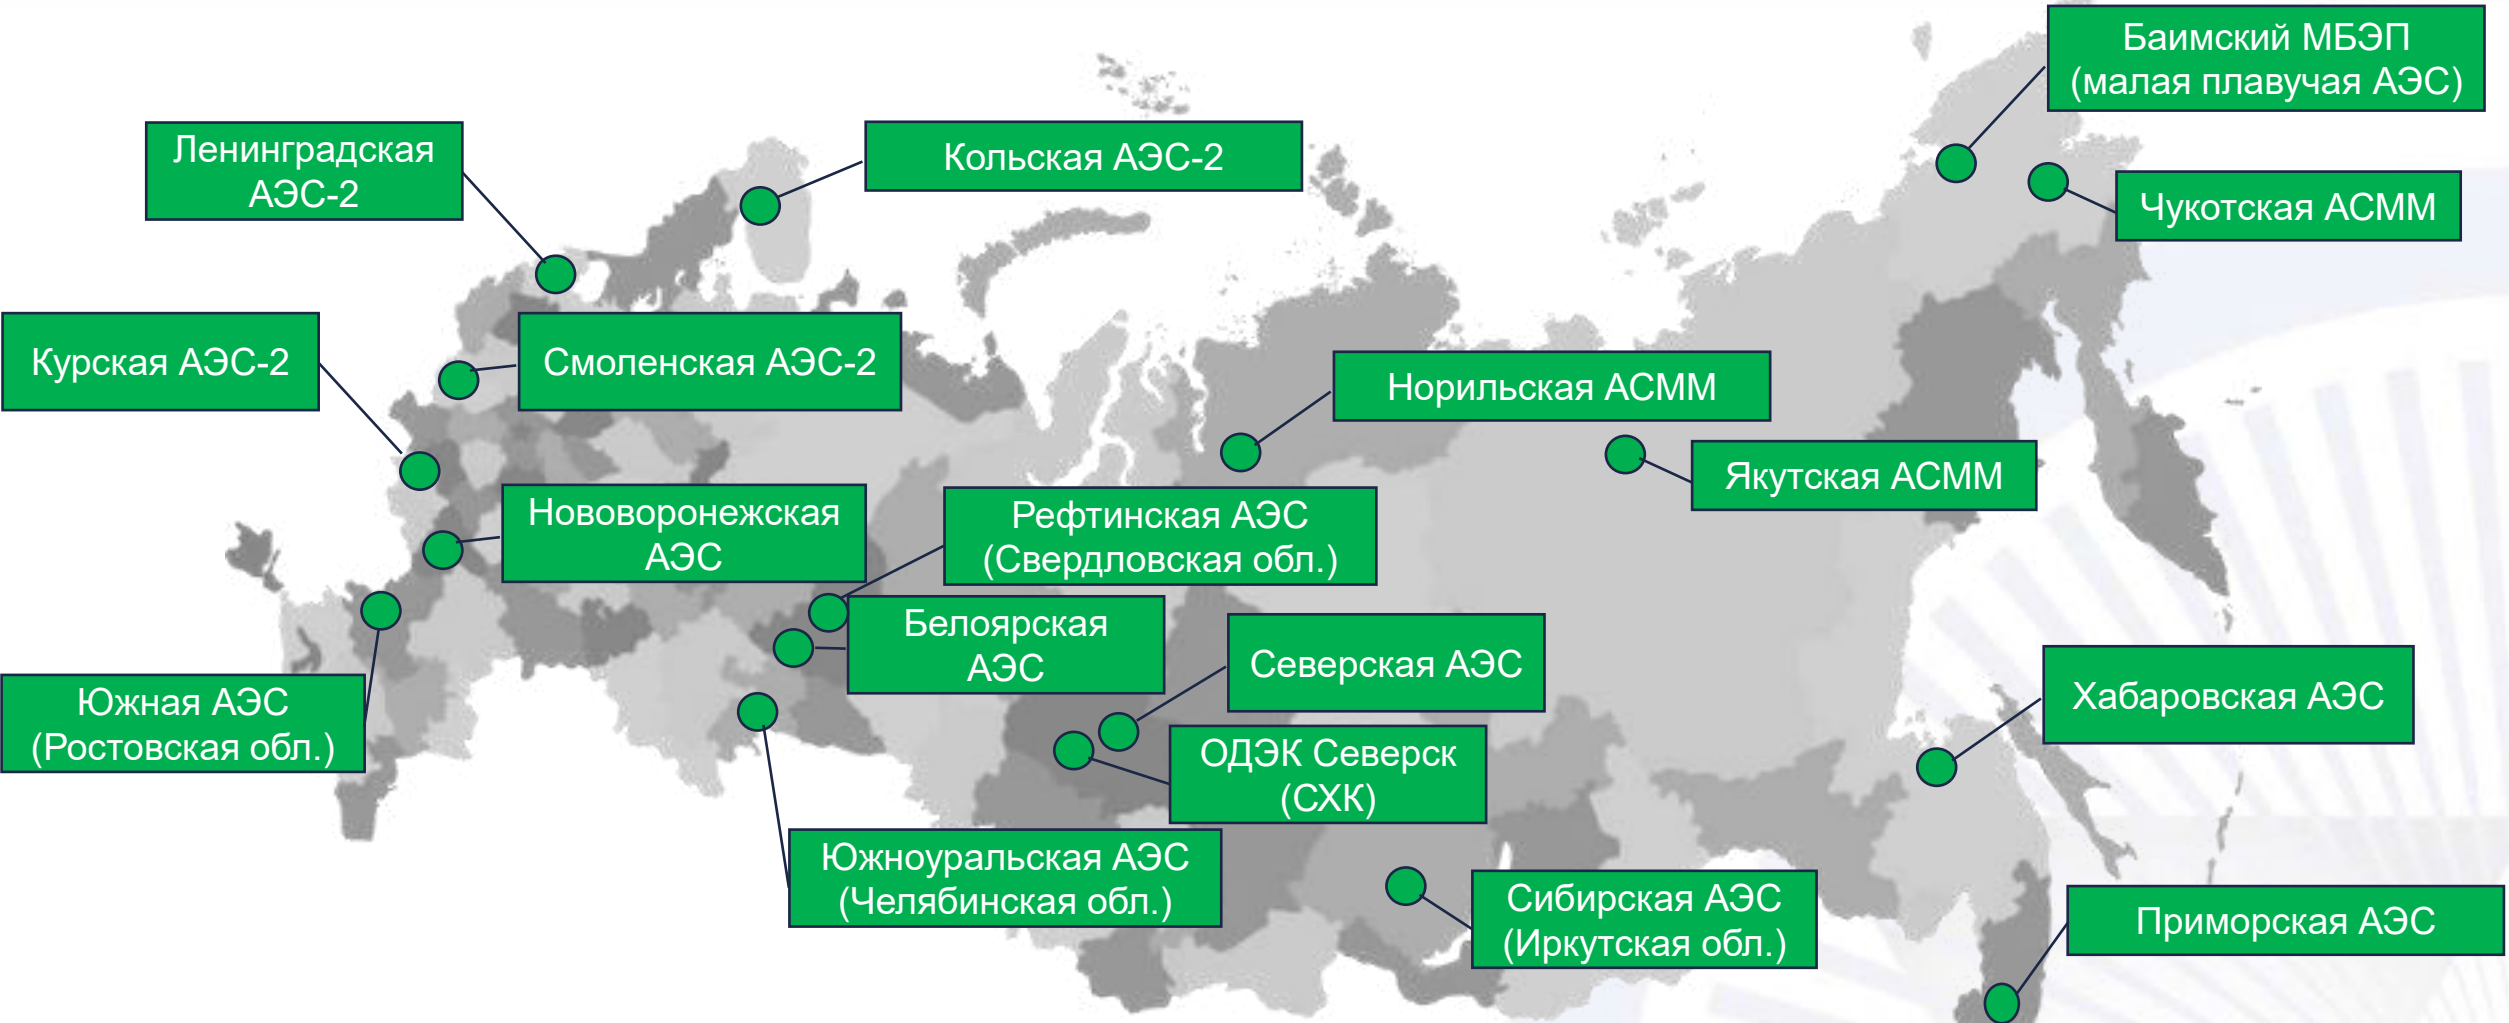 Баимский МБЭП
(малая плавучая АЭС)
Ленинградская
АЭС-2
Кольская АЭС-2
Чукотская АСММ
Курская АЭС-2
Смоленская АЭС-2
Норильская АСММ
Якутская АСММ
Нововоронежская
АЭС
Рефтинская АЭС
(Свердловская обл.)
Белоярская
АЭС
Северская АЭС
Хабаровская АЭС
Южная АЭС
(Ростовская обл.)
ОДЭК Северск
(СХК)
Южноуральская АЭС
(Челябинская обл.)
Сибирская АЭС
(Иркутская обл.)
Приморская АЭС